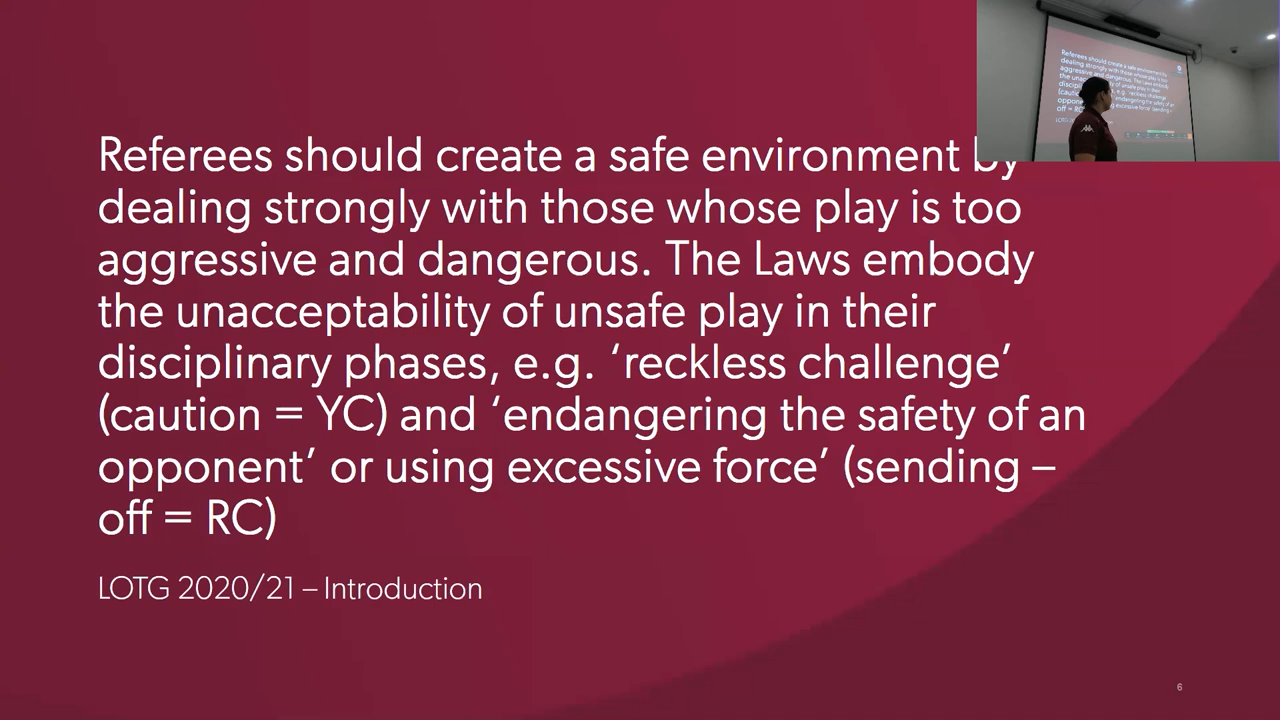 Referees should create a safe environment by
dealing strongly with those whose play is too
aggressive and dangerous. The Laws embody
the unacceptability of unsafe play in their
disciplinary phases, e.g. ‘reckless challenge’
(caution = YC) and ‘endangering the safety of an
opponent’ or using excessive force’ (sending –
off = RC)
LOTG 2020/21 – Introduction
6